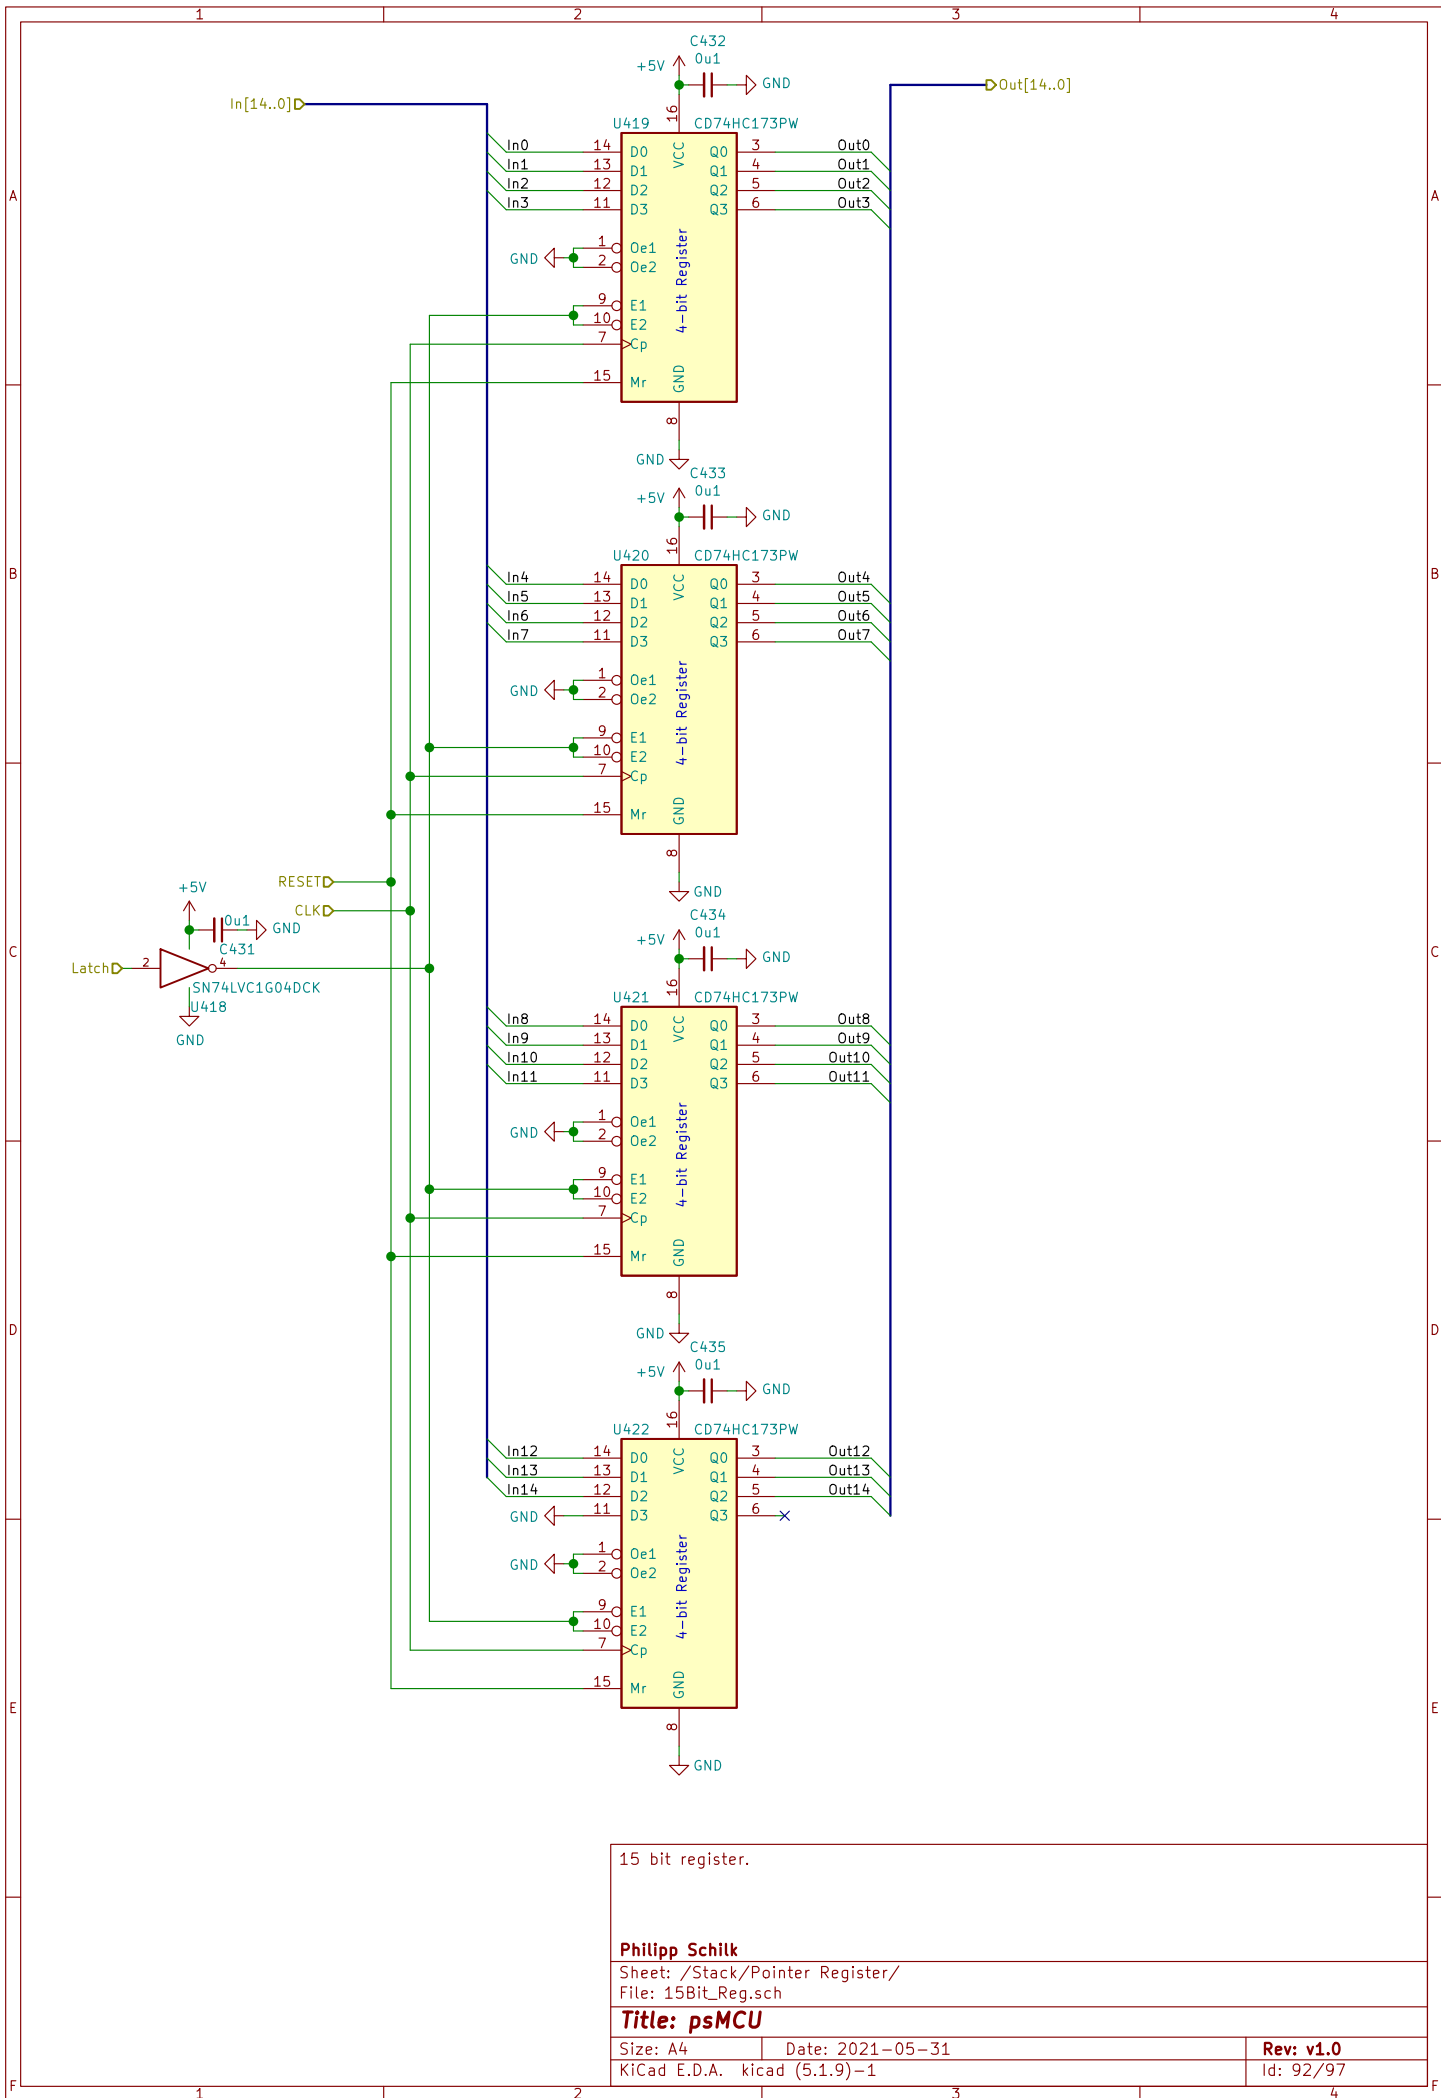 1 2 3 4
A
B
C
D
E
F
In[14..0]
Out[14..0]
C432
0u1
+5V
GND
16
U419 CD74HC173PW
In0 14 D0 VCC Q0 3 Out0
In1 13 D1 Q1 4 Out1
In2 12 D2 Q2 5 Out2
In3 11 D3 Q3 6 Out3
GND 1 Oe1
2 Oe2
4-bit Register
9 E1
10 E2
7 Cp
15 Mr GND
8
GND
C433
0u1
+5V
GND
16
U420 CD74HC173PW
In4 14 D0 VCC Q0 3 Out4
In5 13 D1 Q1 4 Out5
In6 12 D2 Q2 5 Out6
In7 11 D3 Q3 6 Out7
GND 1 Oe1
2 Oe2
4-bit Register
9 E1
10 E2
7 Cp
15 Mr GND
8
GND
RESET
CLK
+5V
0u1
GND
C431
Latch 2 4
SN74LVC1G04DCK
U418
GND
C434
0u1
+5V
GND
16
U421 CD74HC173PW
In8 14 D0 VCC Q0 3 Out8
In9 13 D1 Q1 4 Out9
In10 12 D2 Q2 5 Out10
In11 11 D3 Q3 6 Out11
GND 1 Oe1
2 Oe2
4-bit Register
9 E1
10 E2
7 Cp
15 Mr GND
8
GND
C435
0u1
+5V
GND
16
U422 CD74HC173PW
In12 14 D0 VCC Q0 3 Out12
In13 13 D1 Q1 4 Out13
In14 12 D2 Q2 5 Out14
GND 11 D3 Q3 6
GND 1 Oe1
2 Oe2
4-bit Register
9 E1
10 E2
7 Cp
15 Mr GND
8
GND
A
B
C
D
E
F
15 bit register.
Philipp Schilk
Sheet: /Stack/Pointer Register/
File: 15Bit_Reg.sch
Title: psMCU
Size: A4 Date: 2021-05-31 Rev: v1.0
KiCad E.D.A. kicad (5.1.9)-1 Id: 92/97
1 2 3 4